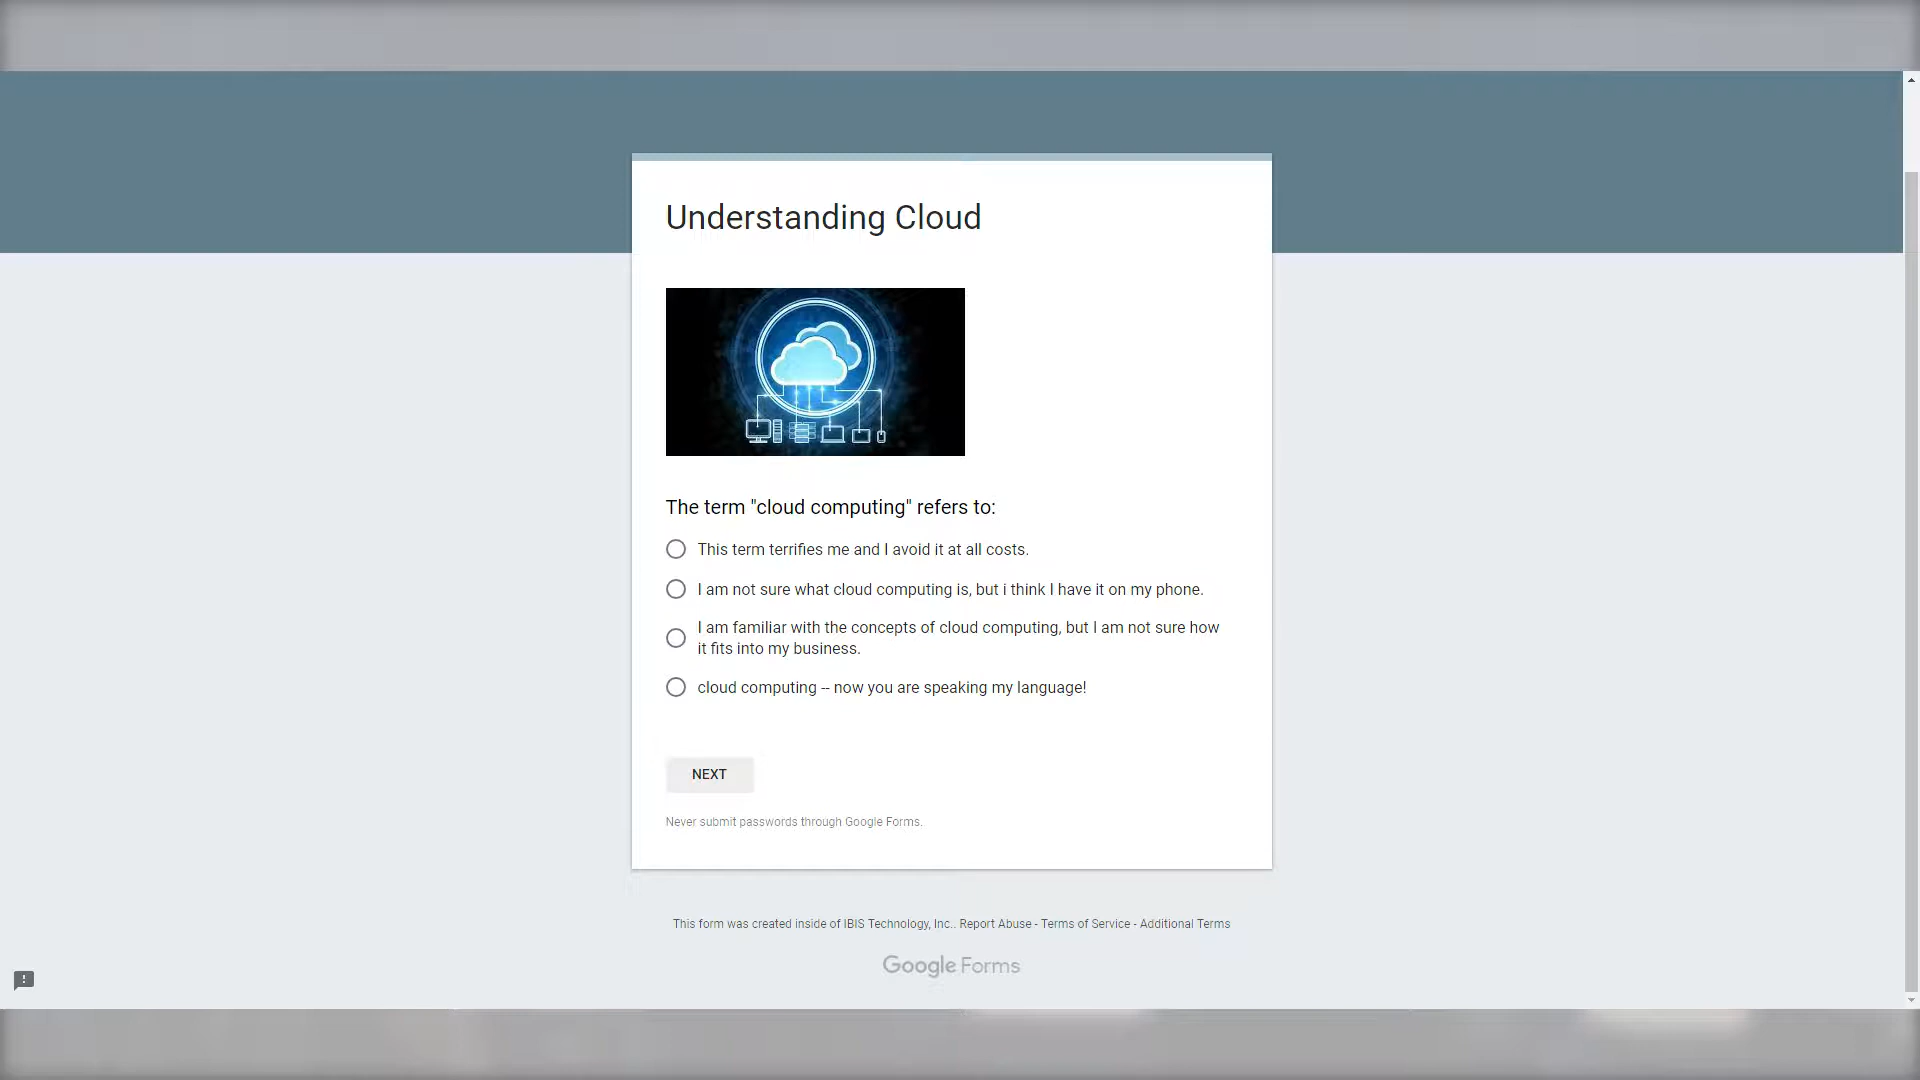 Understanding Cloud
The term "cloud computing" refers to:
This term terrifies me and I avoid it at all costs.
I am not sure what cloud computing is, but i think I have it on my phone.
I am familiar with the concepts of cloud computing, but I am not sure how
it fits into my business.
cloud computing -- now you are speaking my language!
NEXT
Never submit passwords through Google Forms.
This form was created inside of IBIS Technology, Inc.. Report Abuse - Terms of Service - Additional Terms
Google Forms